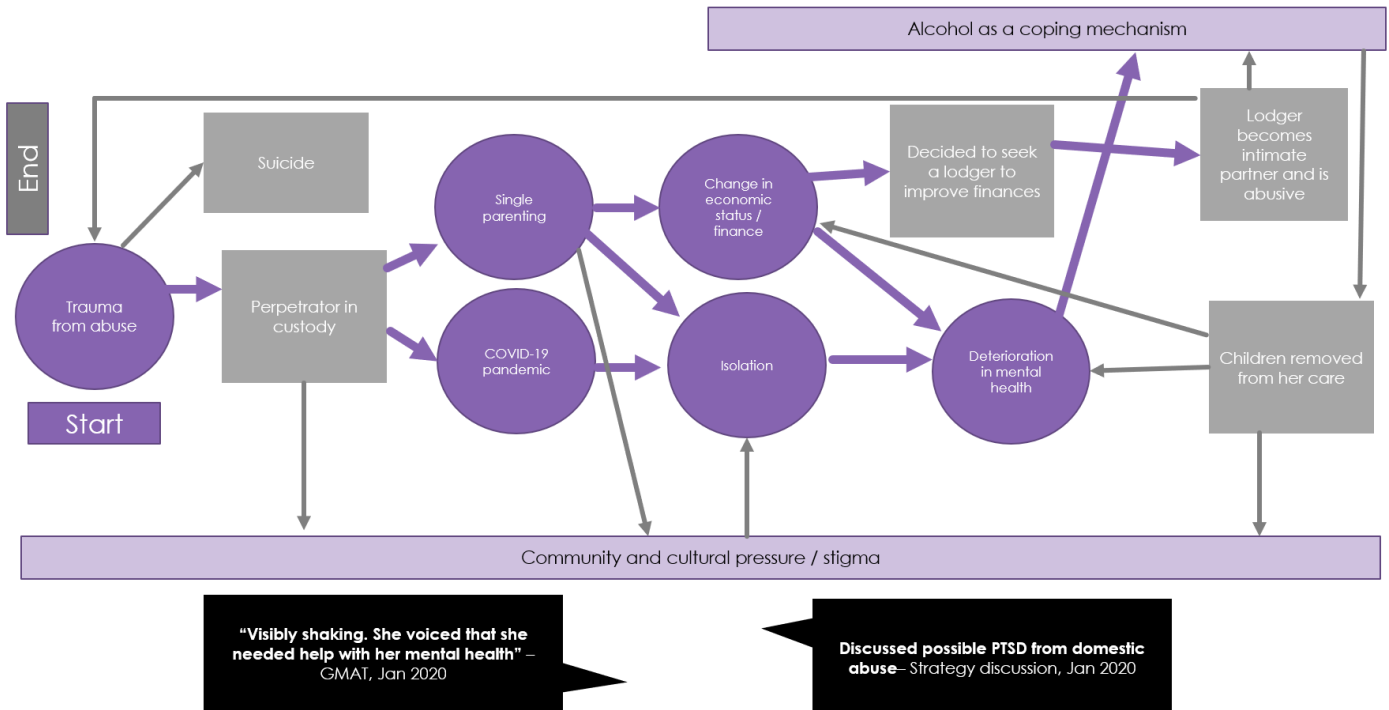 Alcohol as a coping mechanism
End
Suicide
Single
parenting
Change in
economic
status /
finance
Decided to seek
a lodger to
improve finances
Lodger
becomes
intimate
partner and is
abusive
Trauma
from abuse
Perpetrator in
custody
COVID-19
pandemic
Isolation
Deterioration
in mental
health
Children removed
from her care
Start
Community and cultural pressure / stigma
“Visibly shaking. She voiced that she
needed help with her mental health” –
GMAT, Jan 2020
Discussed possible PTSD from domestic
abuse– Strategy discussion, Jan 2020